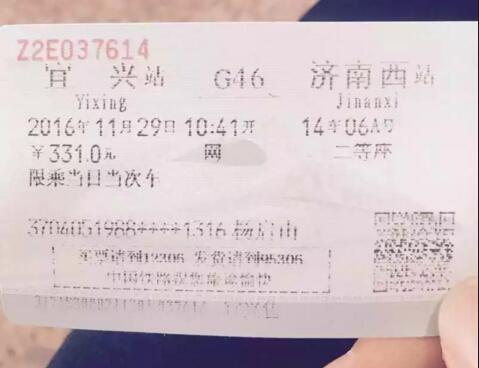 Z2E037614
宜兴站 G46 济南西站
Yixing Jinanxi
2016年11月29日 10:41开 14车06A号
￥331.0元 网 二等座
限乘当日当次车
3704051988****1316
买票请到12306 发货请到95306
中国铁路祝您旅途愉快